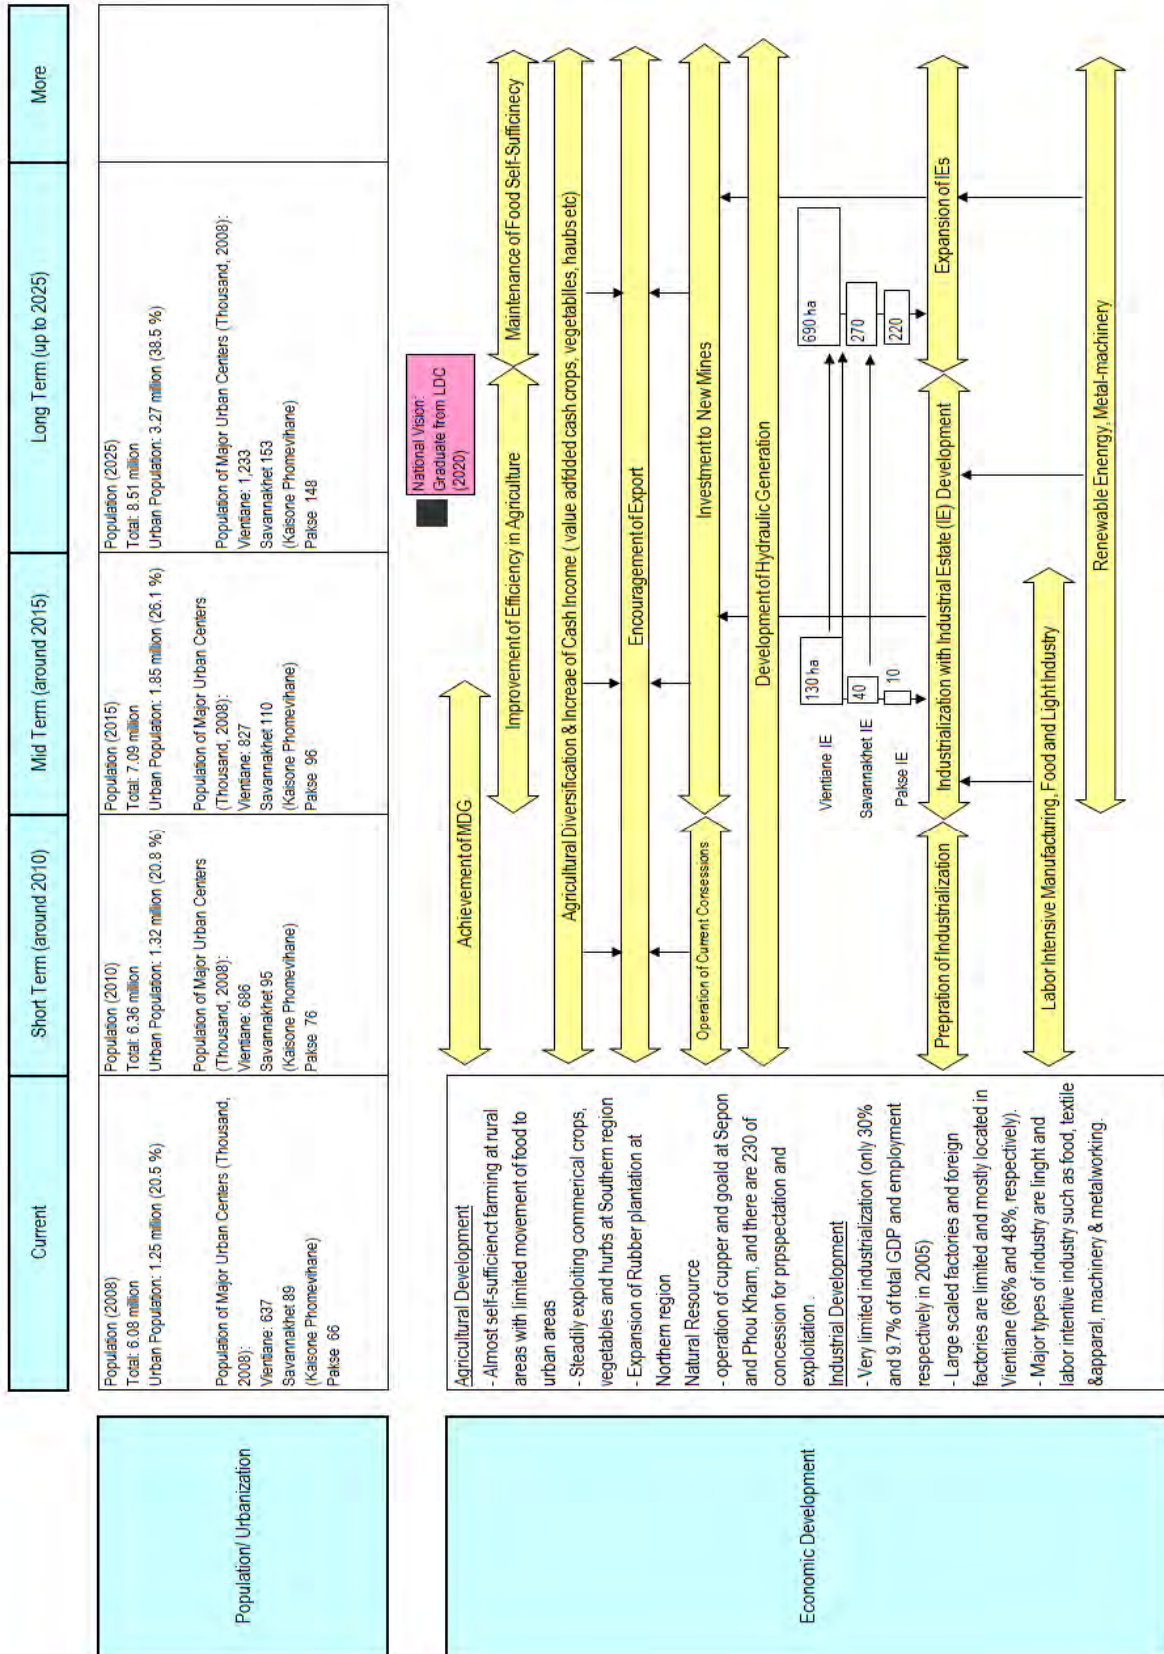 Current
Short Term (around 2010)
Mid Term (around 2015)
Long Term (up to 2025)
More
Population/ Urbanization
Population (2008)
Total: 6.08 million
Urban Population: 1.25 million (20.5 %)
Population of Major Urban Centers (Thousand,
2008):
Vientiane: 637
Savannakhet 89
(Kaisone Phomevihane)
Pakse 66
Population (2010)
Total: 6.36 million
Urban Population: 1.32 million (20.8 %)
Population of Major Urban Centers
(Thousand, 2008):
Vientiane: 686
Savannakhet 95
(Kaisone Phomevihane)
Pakse 76
Population (2015)
Total: 7.09 million
Urban Population: 1.85 million (26.1 %)
Population of Major Urban Centers
(Thousand, 2008):
Vientiane: 827
Savannakhet 110
(Kaisone Phomevihane)
Pakse 96
Population (2025)
Total: 8.51 million
Urban Population: 3.27 million (38.5 %)
Population of Major Urban Centers (Thousand, 2008):
Vientiane: 1,233
Savannakhet 153
(Kaisone Phomevihane)
Pakse 148
Economic Development
Agricultural Development
- Almost self-sufficienct farming at rural
areas with limited movement of food to
urban areas
- Steadily exploiting commerical crops,
vegetables and hurbs at Southern region
- Expansion of Rubber plantation at
Northern region
Natural Resource
- operation of cupper and goald at Sepon
and Phou Kham, and there are 230 of
concession for prpspectation and
exploitation .
Industrial Development
- Very limited industrialization (only 30%
and 9.7% of total GDP and employment
respectively in 2005)
- Large scaled factories and foreign
factories are limited and mostly located in
Vientiane (66% and 48%, respectively).
- Major types of industry are linght and
labor intentive industry such as food, textile
&apparal, machinery & metalworking.
National Vision:
Graduate from LDC
(2020)
Achievement of MDG
Improvement of Efficiency in Agriculture
Maintenance of Food Self-Sufficinecy
Agricultural Diversification & Increae of Cash Income ( value adfdded cash crops, vegetablles, haubs etc)
Encouragement of Export
Operation of Current Consessions
Investment to New Mines
Development of Hydraulic Generation
Vientiane IE
130 ha
690 ha
Savannakhet IE
40
270
Pakse IE
10
220
Prepration of Industrialization
Industrialization with Industrial Estate (IE) Development
Expansion of IEs
Labor Intensive Manufacturing, Food and Light Industry
Renewable Enenrgy, Metal-machinery